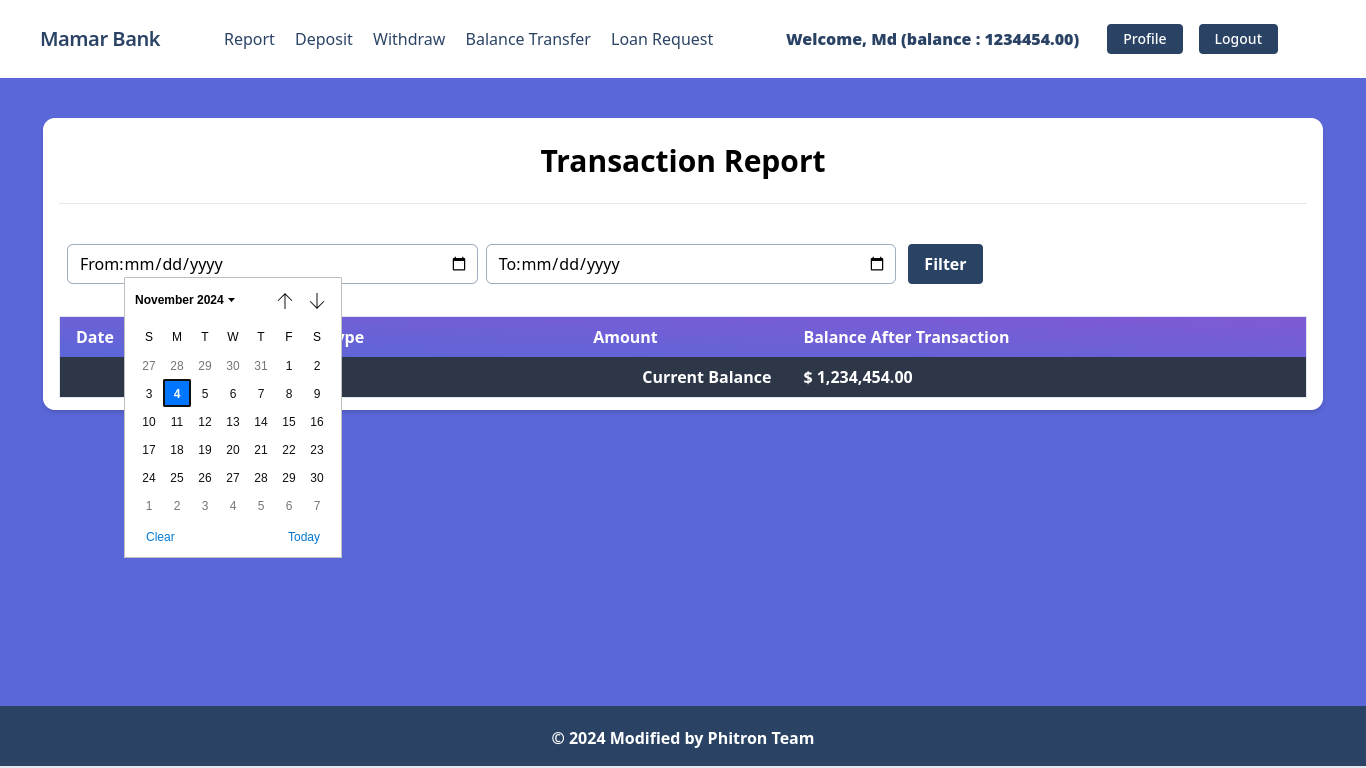 Mamar Bank Report Deposit Withdraw Balance Transfer Loan Request Welcome, Md (balance : 1234454.00) Profile Logout
Transaction Report
From:mm/dd/yyyy To:mm/dd/yyyy Filter
November 2024
S M T W T F S
27 28 29 30 31 1 2
3 4 5 6 7 8 9
10 11 12 13 14 15 16
17 18 19 20 21 22 23
24 25 26 27 28 29 30
1 2 3 4 5 6 7
Clear Today
Date ype Amount Balance After Transaction
Current Balance $ 1,234,454.00
© 2024 Modified by Phitron Team